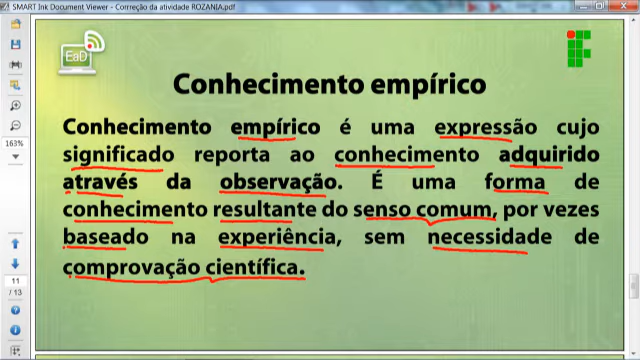 SMART Ink Document Viewer - Correção da atividade ROZANIA.pdf
EaD
Conhecimento empírico
Conhecimento empírico é uma expressão cujo
significado reporta ao conhecimento adquirido
através da observação. É uma forma de
conhecimento resultante do senso comum, por vezes
baseado na experiência, sem necessidade de
comprovação científica.
163%
11
/ 13